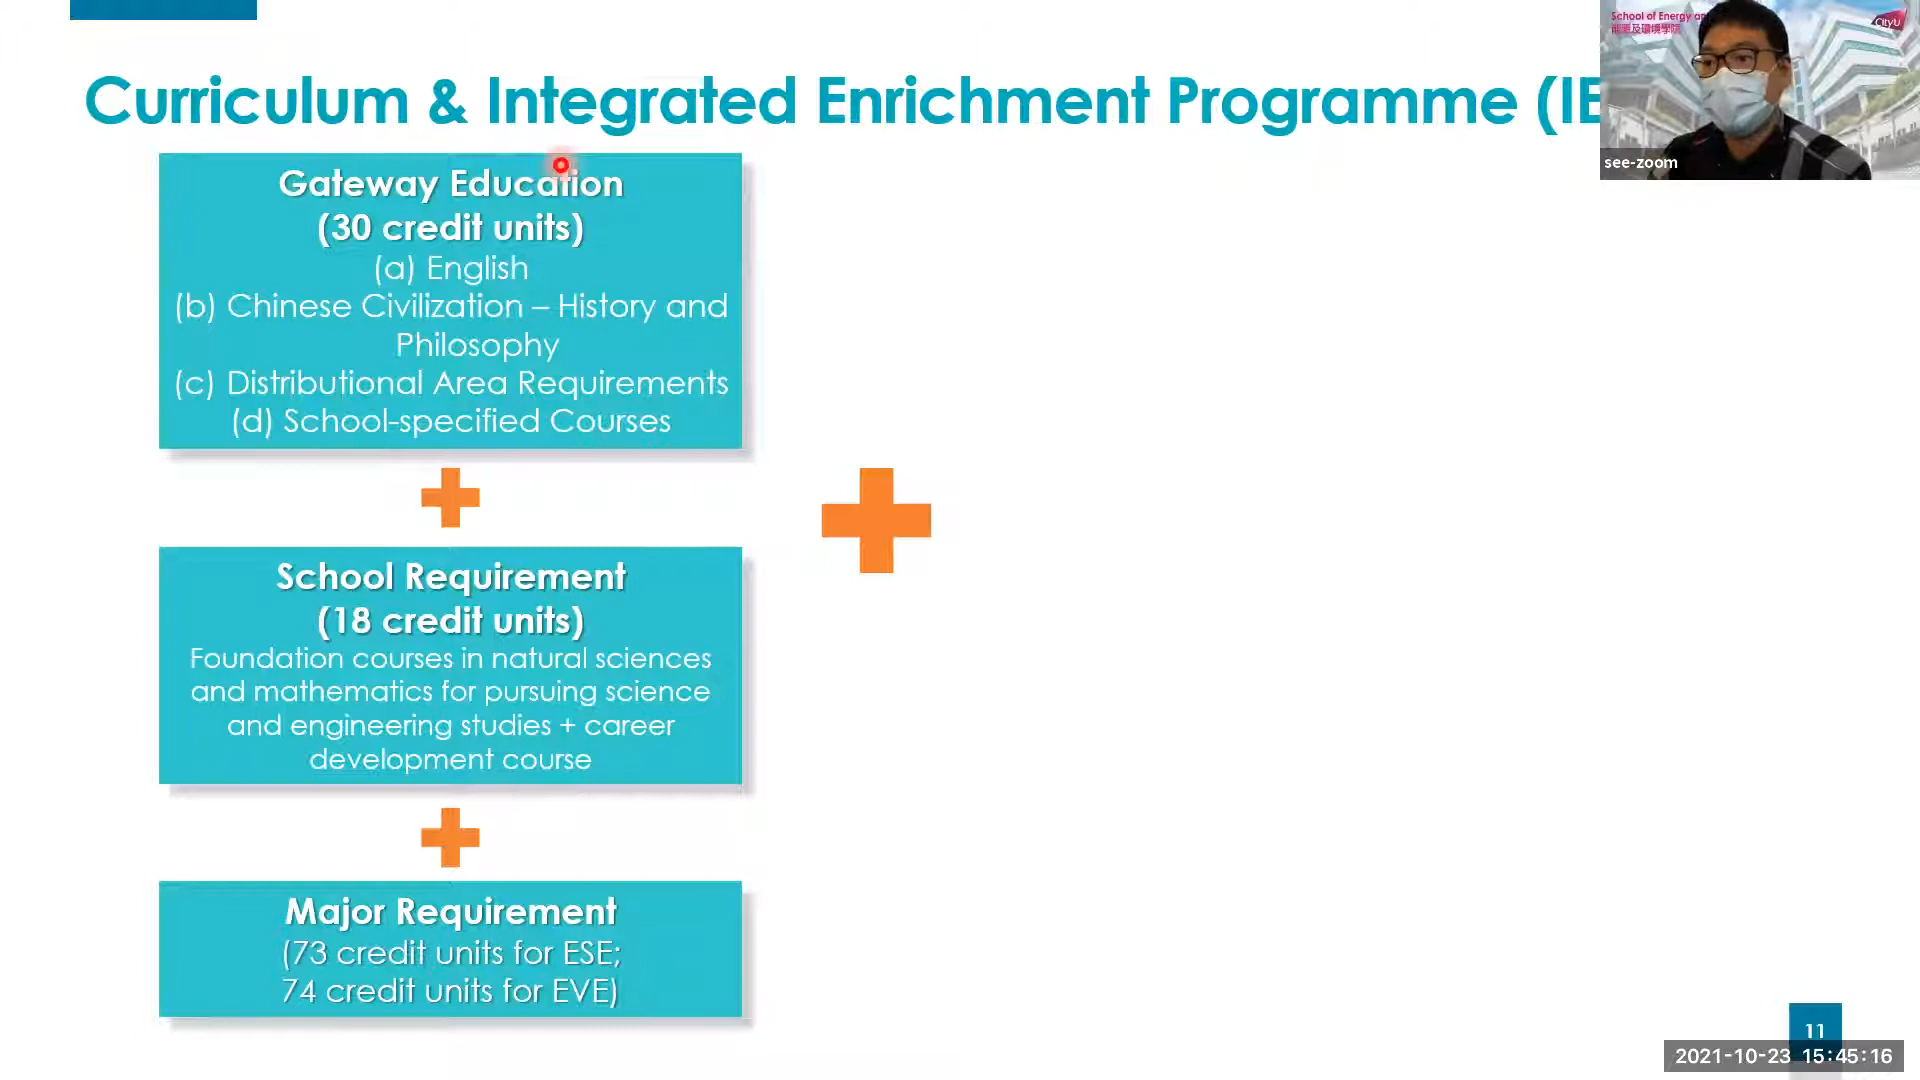 Curriculum & Integrated Enrichment Programme (IE
Gateway Education
(30 credit units)
(a) English
(b) Chinese Civilization – History and
Philosophy
(c) Distributional Area Requirements
(d) School-specified Courses
School Requirement
(18 credit units)
Foundation courses in natural sciences
and mathematics for pursuing science
and engineering studies + career
development course
Major Requirement
(73 credit units for ESE;
74 credit units for EVE)
School of Energy
能源及環境學院
CityU
see-zoom
11
2021-10-23 15:45:16